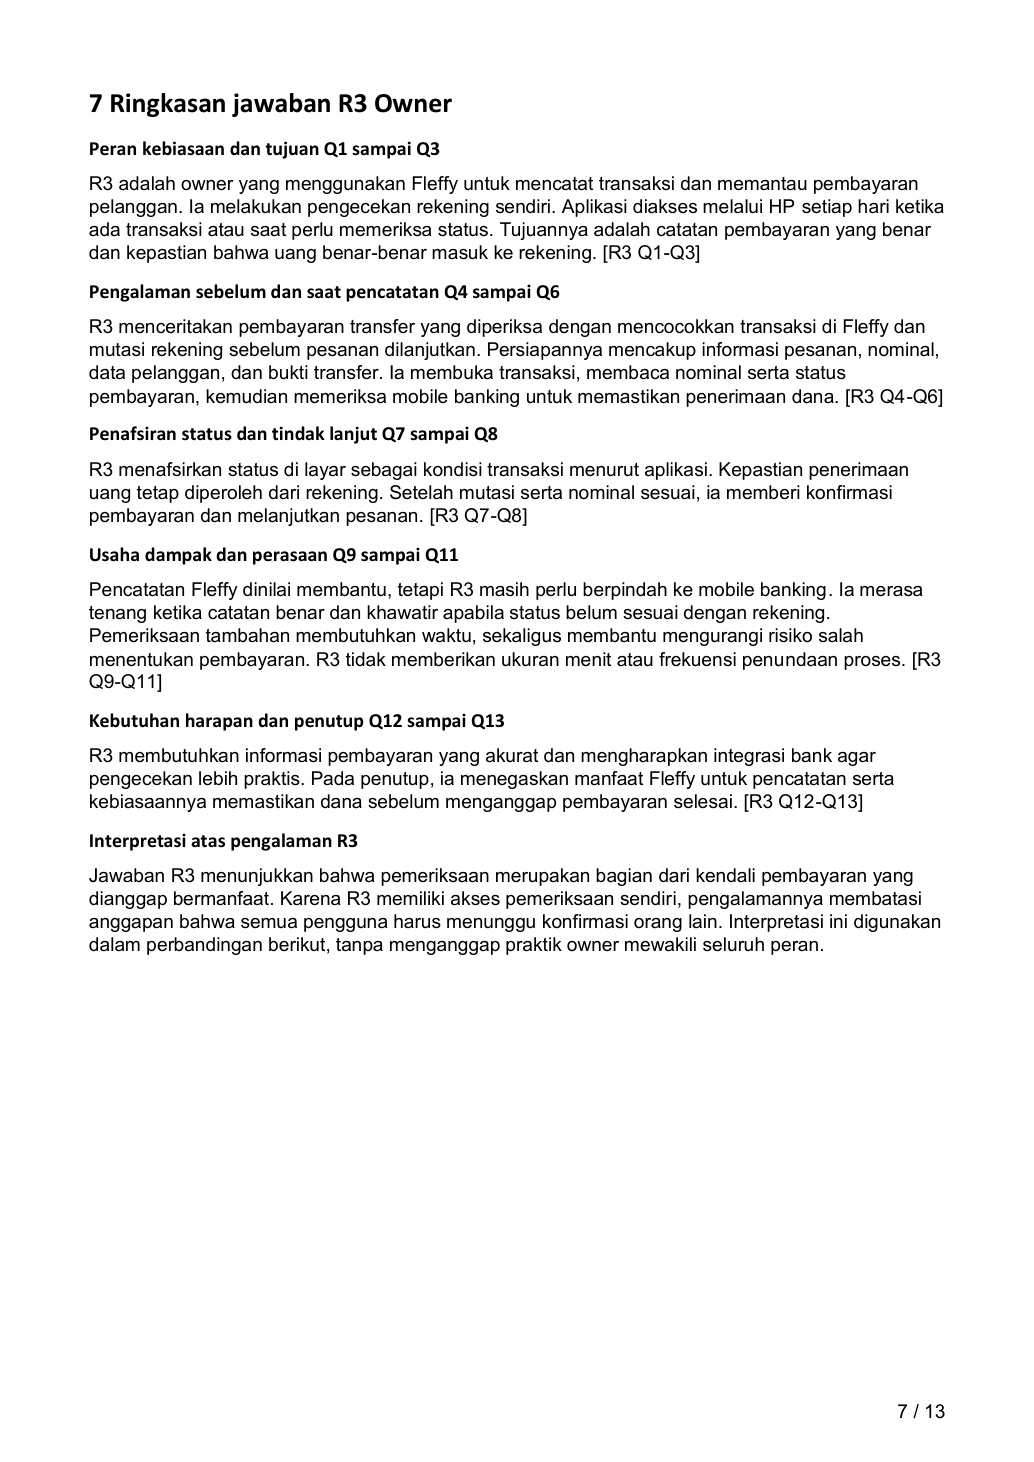 7 Ringkasan jawaban R3 Owner
Peran kebiasaan dan tujuan Q1 sampai Q3
R3 adalah owner yang menggunakan Fleffy untuk mencatat transaksi dan memantau pembayaran
pelanggan. Ia melakukan pengecekan rekening sendiri. Aplikasi diakses melalui HP setiap hari ketika
ada transaksi atau saat perlu memeriksa status. Tujuannya adalah catatan pembayaran yang benar
dan kepastian bahwa uang benar-benar masuk ke rekening. [R3 Q1-Q3]
Pengalaman sebelum dan saat pencatatan Q4 sampai Q6
R3 menceritakan pembayaran transfer yang diperiksa dengan mencocokkan transaksi di Fleffy dan
mutasi rekening sebelum pesanan dilanjutkan. Persiapannya mencakup informasi pesanan, nominal,
data pelanggan, dan bukti transfer. Ia membuka transaksi, membaca nominal serta status
pembayaran, kemudian memeriksa mobile banking untuk memastikan penerimaan dana. [R3 Q4-Q6]
Penafsiran status dan tindak lanjut Q7 sampai Q8
R3 menafsirkan status di layar sebagai kondisi transaksi menurut aplikasi. Kepastian penerimaan
uang tetap diperoleh dari rekening. Setelah mutasi serta nominal sesuai, ia memberi konfirmasi
pembayaran dan melanjutkan pesanan. [R3 Q7-Q8]
Usaha dampak dan perasaan Q9 sampai Q11
Pencatatan Fleffy dinilai membantu, tetapi R3 masih perlu berpindah ke mobile banking. Ia merasa
tenang ketika catatan benar dan khawatir apabila status belum sesuai dengan rekening.
Pemeriksaan tambahan membutuhkan waktu, sekaligus membantu mengurangi risiko salah
menentukan pembayaran. R3 tidak memberikan ukuran menit atau frekuensi penundaan proses. [R3
Q9-Q11]
Kebutuhan harapan dan penutup Q12 sampai Q13
R3 membutuhkan informasi pembayaran yang akurat dan mengharapkan integrasi bank agar
pengecekan lebih praktis. Pada penutup, ia menegaskan manfaat Fleffy untuk pencatatan serta
kebiasaannya memastikan dana sebelum menganggap pembayaran selesai. [R3 Q12-Q13]
Interpretasi atas pengalaman R3
Jawaban R3 menunjukkan bahwa pemeriksaan merupakan bagian dari kendali pembayaran yang
dianggap bermanfaat. Karena R3 memiliki akses pemeriksaan sendiri, pengalamannya membatasi
anggapan bahwa semua pengguna harus menunggu konfirmasi orang lain. Interpretasi ini digunakan
dalam perbandingan berikut, tanpa menganggap praktik owner mewakili seluruh peran.
7 / 13